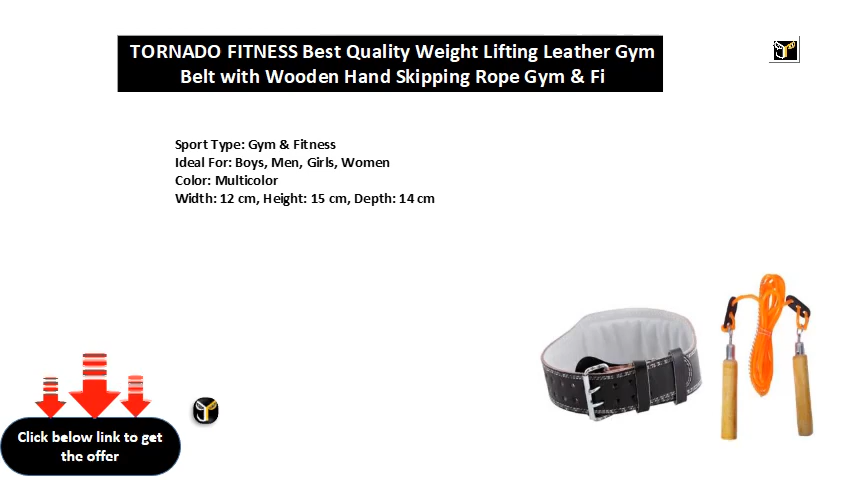 TORNADO FITNESS Best Quality Weight Lifting Leather Gym
Belt with Wooden Hand Skipping Rope Gym & Fi
Sport Type: Gym & Fitness
Ideal For: Boys, Men, Girls, Women
Color: Multicolor
Width: 12 cm, Height: 15 cm, Depth: 14 cm
Click below link to get
the offer